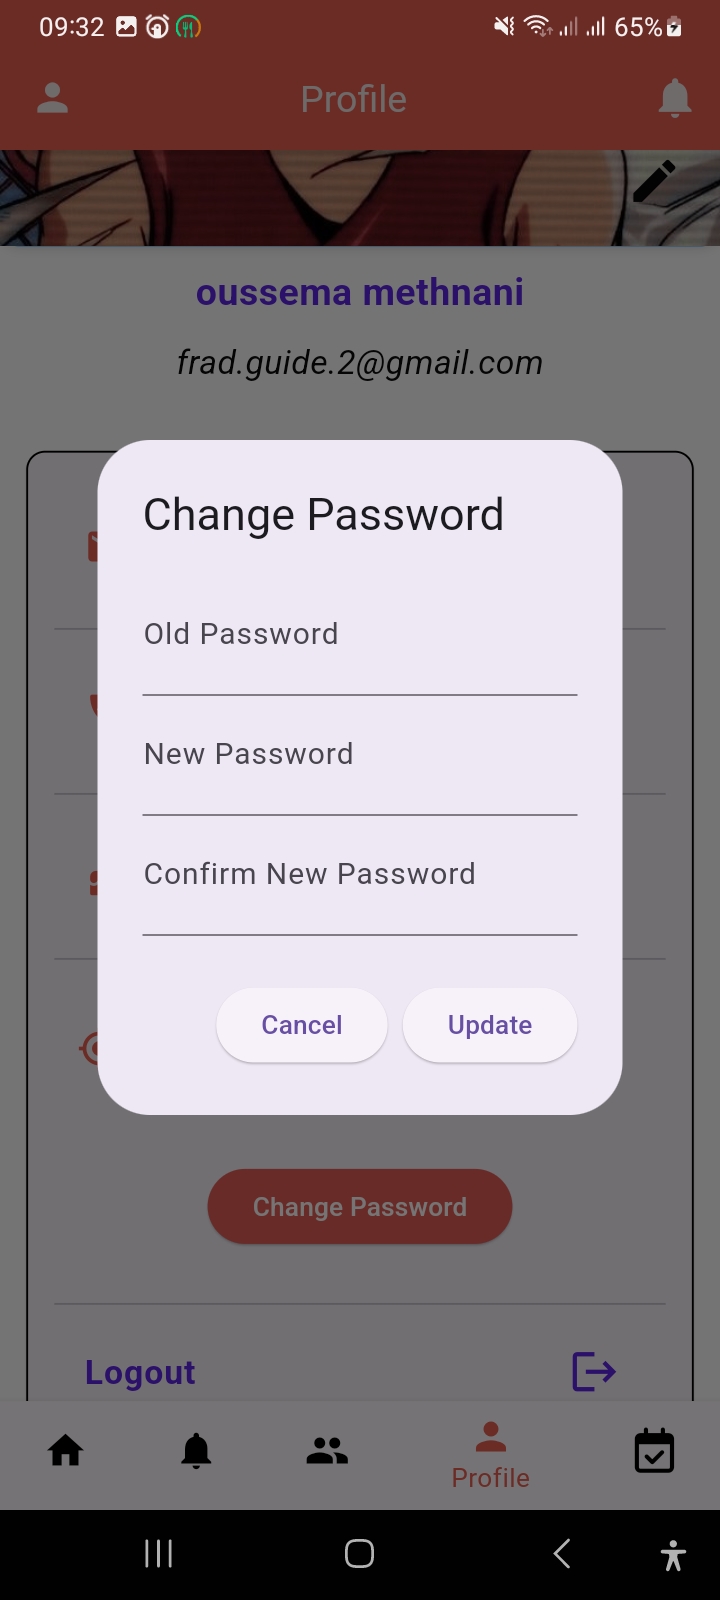 09:32
65%
Profile
oussema methnani
frad.guide.2@gmail.com
Change Password
Old Password
New Password
Confirm New Password
Cancel
Update
Change Password
Logout
Profile